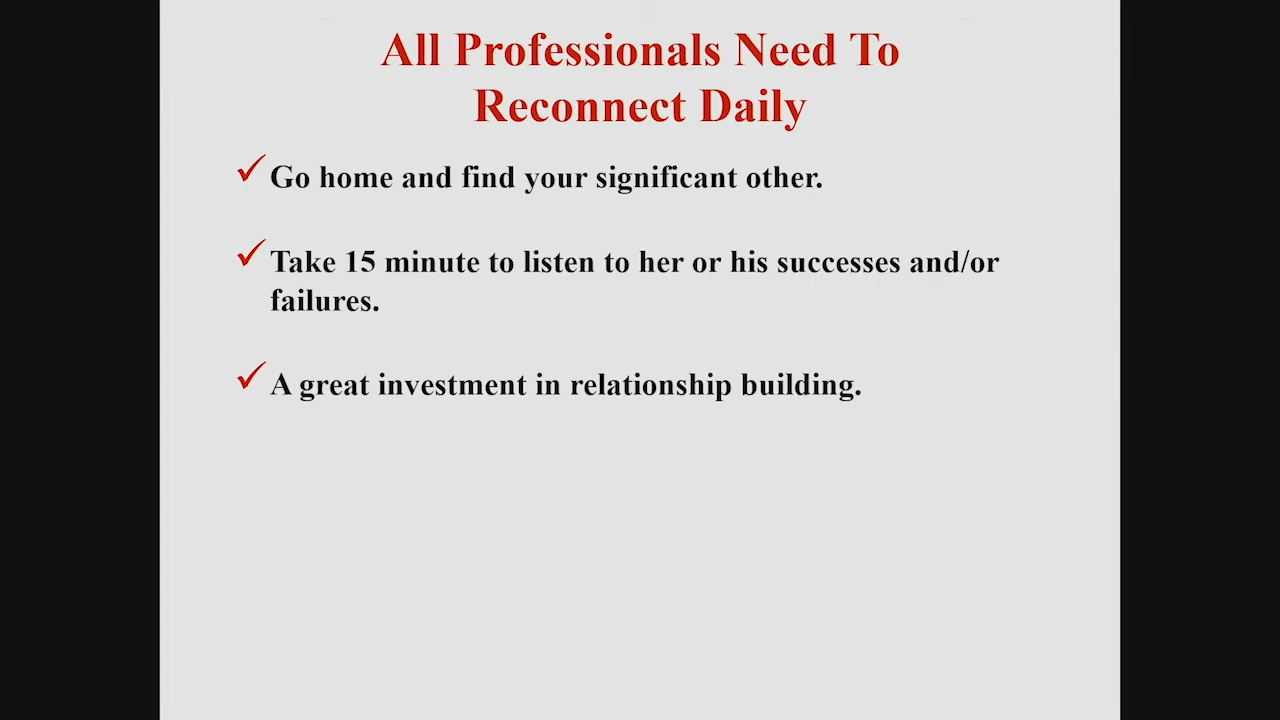 All Professionals Need To
Reconnect Daily
Go home and find your significant other.
Take 15 minute to listen to her or his successes and/or
failures.
A great investment in relationship building.